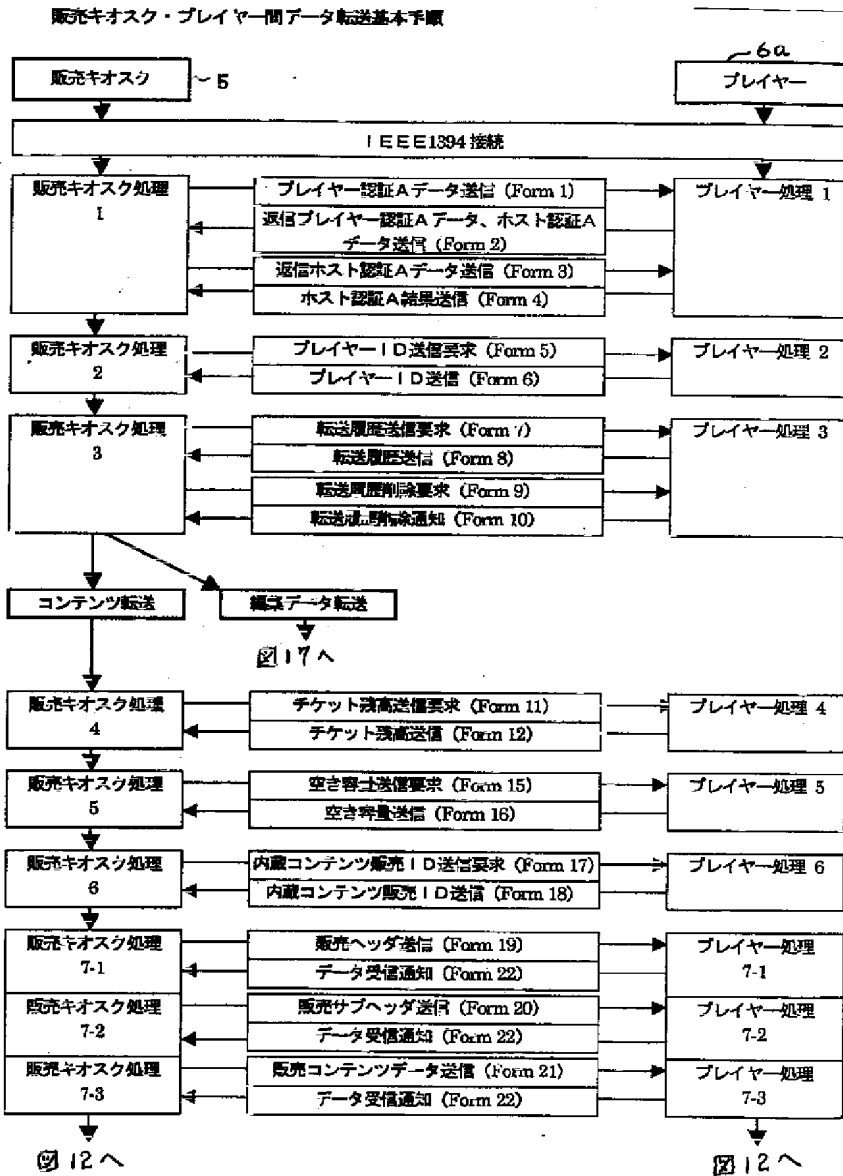 販売キオスク・プレイヤー間データ転送基本手順
販売キオスク
5
6a
プレイヤー
IEEE1394 接続
販売キオスク処理
1
プレイヤー認証Aデータ送信 (Form 1)
返信プレイヤー認証Aデータ、ホスト認証A
データ送信 (Form 2)
返信ホスト認証Aデータ送信 (Form 3)
ホスト認証A結果送信 (Form 4)
プレイヤー処理 1
販売キオスク処理
2
プレイヤーID送信要求 (Form 5)
プレイヤーID送信 (Form 6)
プレイヤー処理 2
販売キオスク処理
3
転送履歴送信要求 (Form 7)
転送履歴送信 (Form 8)
転送履歴削除要求 (Form 9)
転送履歴削除通知 (Form 10)
プレイヤー処理 3
コンテンツ転送
編集データ転送
図17へ
販売キオスク処理
4
チケット残高送信要求 (Form 11)
チケット残高送信 (Form 12)
プレイヤー処理 4
販売キオスク処理
5
空き容量送信要求 (Form 15)
空き容量送信 (Form 16)
プレイヤー処理 5
販売キオスク処理
6
内蔵コンテンツ販売ID送信要求 (Form 17)
内蔵コンテンツ販売ID送信 (Form 18)
プレイヤー処理 6
販売キオスク処理
7-1
販売ヘッダ送信 (Form 19)
データ受信通知 (Form 22)
プレイヤー処理
7-1
販売キオスク処理
7-2
販売サブヘッダ送信 (Form 20)
データ受信通知 (Form 22)
プレイヤー処理
7-2
販売キオスク処理
7-3
販売コンテンツデータ送信 (Form 21)
データ受信通知 (Form 22)
プレイヤー処理
7-3
図12へ
図12へ